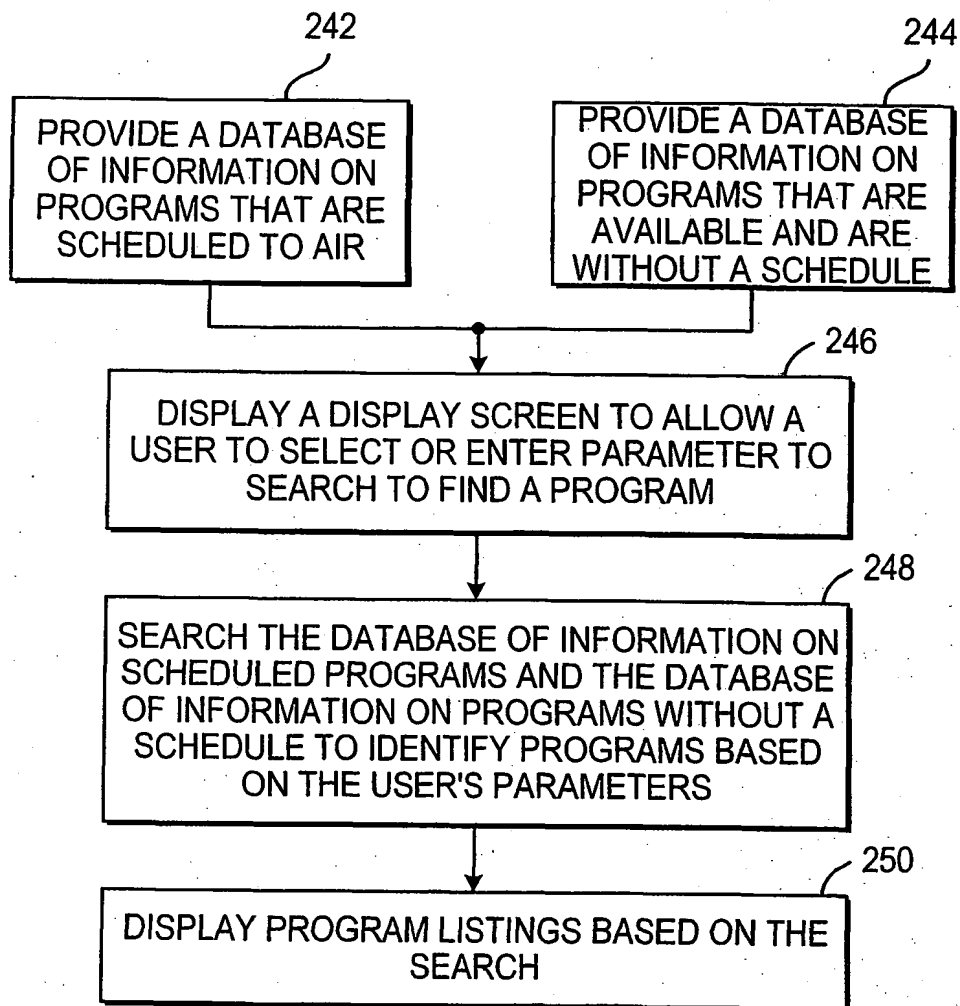 242
PROVIDE A DATABASE
OF INFORMATION ON
PROGRAMS THAT ARE
SCHEDULED TO AIR
244
PROVIDE A DATABASE
OF INFORMATION ON
PROGRAMS THAT ARE
AVAILABLE AND ARE
WITHOUT A SCHEDULE
246
DISPLAY A DISPLAY SCREEN TO ALLOW A
USER TO SELECT OR ENTER PARAMETER TO
SEARCH TO FIND A PROGRAM
248
SEARCH THE DATABASE OF INFORMATION ON
SCHEDULED PROGRAMS AND THE DATABASE
OF INFORMATION ON PROGRAMS WITHOUT A
SCHEDULE TO IDENTIFY PROGRAMS BASED
ON THE USER'S PARAMETERS
250
DISPLAY PROGRAM LISTINGS BASED ON THE
SEARCH